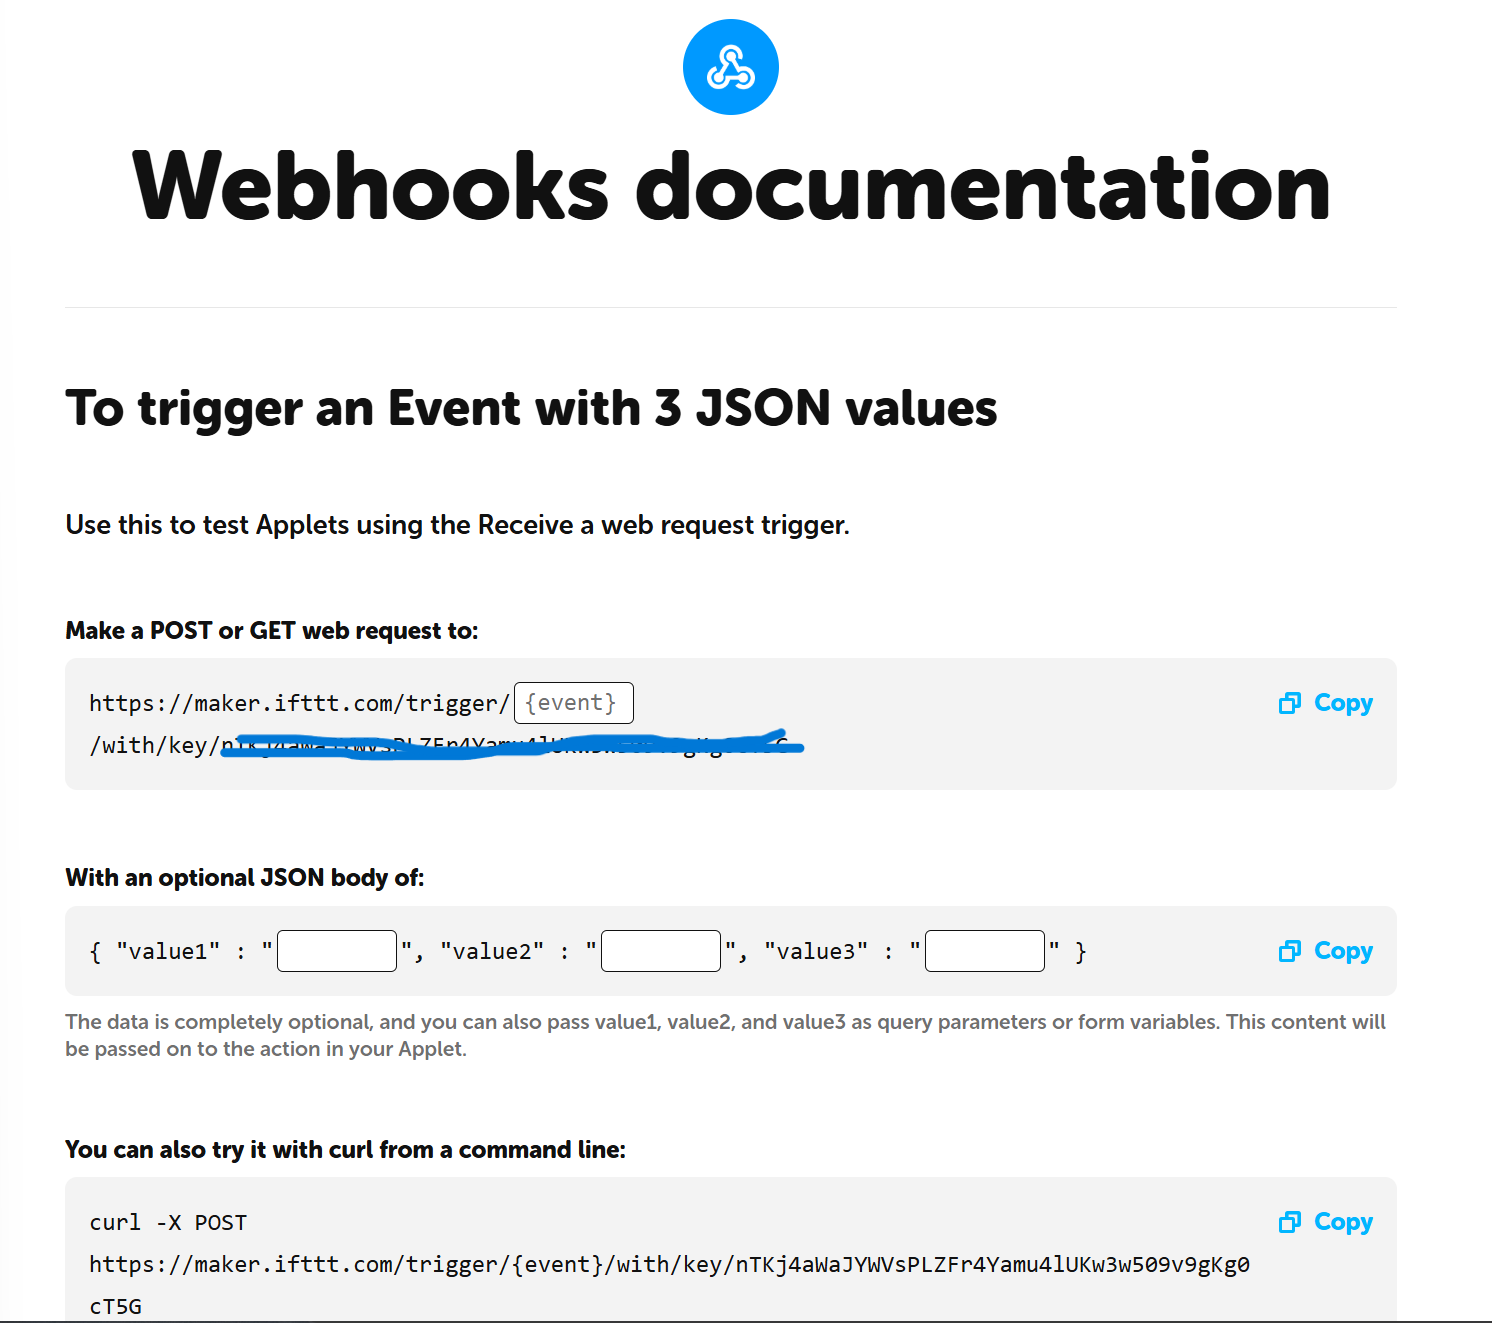 Webhooks documentation
To trigger an Event with 3 JSON values
Use this to test Applets using the Receive a web request trigger.
Make a POST or GET web request to:
https://maker.ifttt.com/trigger/ {event} Copy
/with/key/
With an optional JSON body of:
{ "value1" : " ", "value2" : " ", "value3" : " " } Copy
The data is completely optional, and you can also pass value1, value2, and value3 as query parameters or form variables. This content will
be passed on to the action in your Applet.
You can also try it with curl from a command line:
curl -X POST Copy
https://maker.ifttt.com/trigger/{event}/with/key/nTKj4aWaJYWVsPLZFr4Yamu4lUKw3w509v9gKg0
cT5G